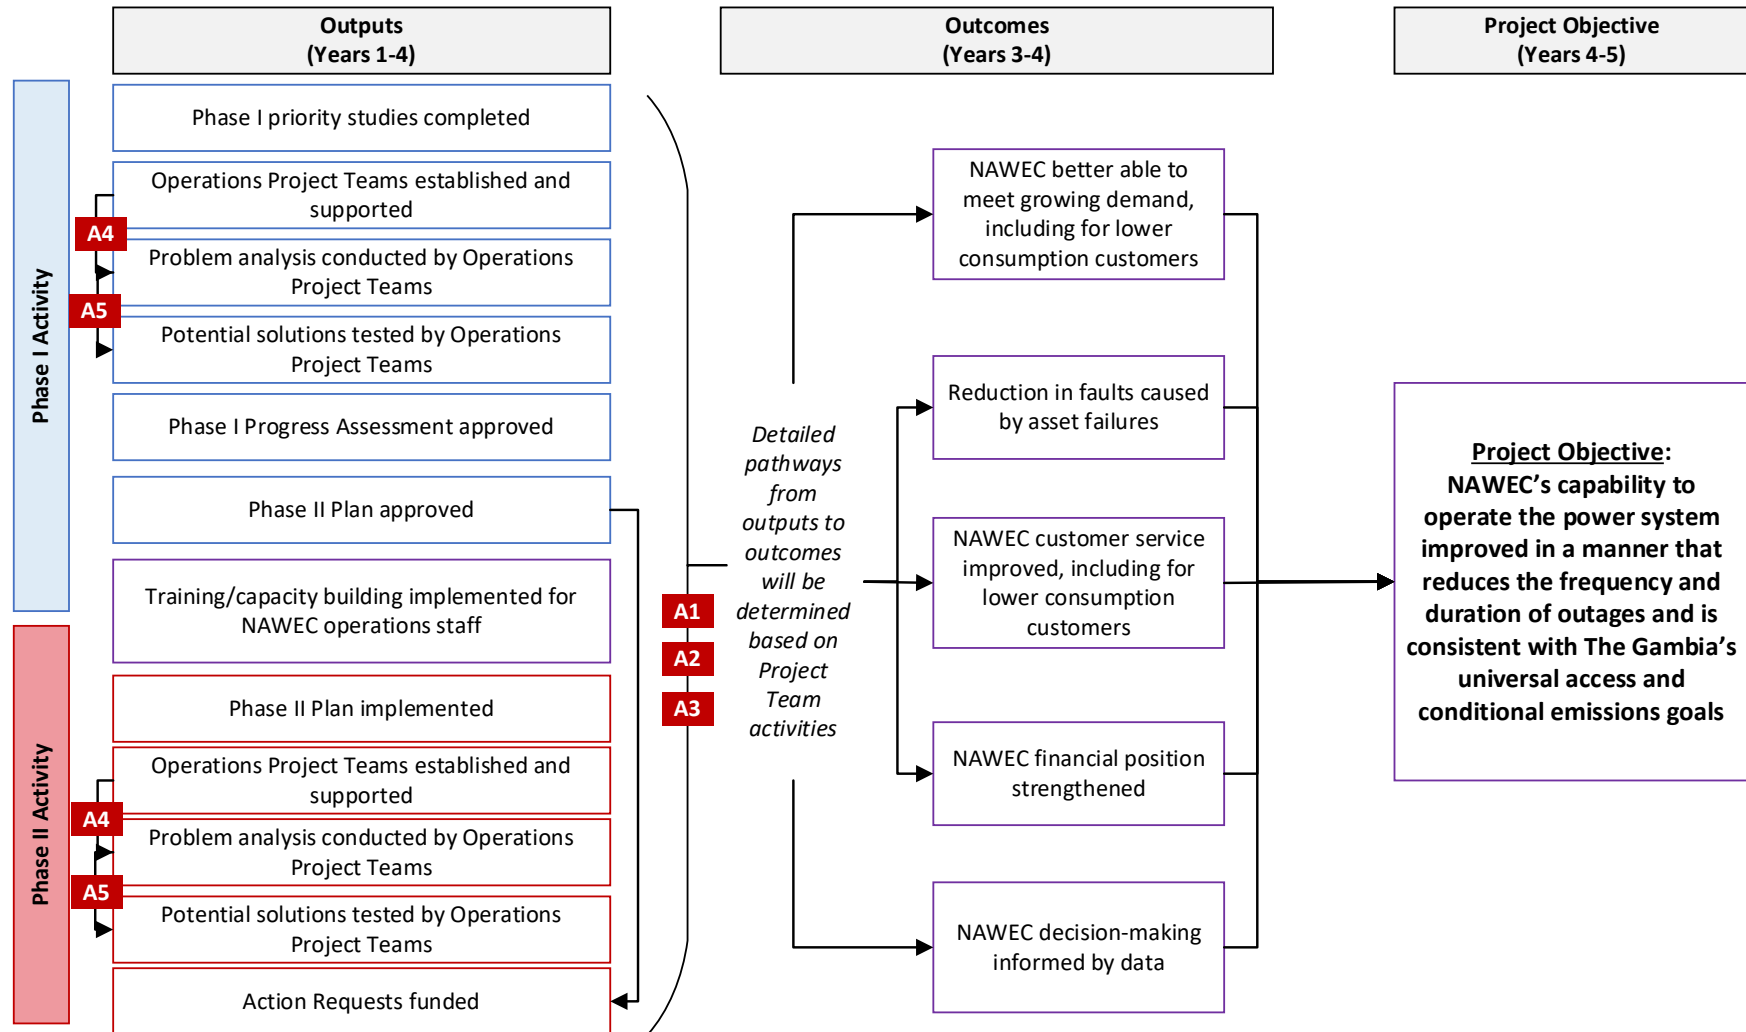 Outputs
(Years 1-4)
Outcomes
(Years 3-4)
Project Objective
(Years 4-5)
Phase I Activity
Phase I priority studies completed
Operations Project Teams established and
supported
A4
Problem analysis conducted by Operations
Project Teams
A5
Potential solutions tested by Operations
Project Teams
Phase I Progress Assessment approved
Phase II Plan approved
Training/capacity building implemented for
NAWEC operations staff
Phase II Activity
Phase II Plan implemented
Operations Project Teams established and
supported
A4
Problem analysis conducted by Operations
Project Teams
A5
Potential solutions tested by Operations
Project Teams
Action Requests funded
A1
A2
A3
Detailed
pathways
from
outputs to
outcomes
will be
determined
based on
Project
Team
activities
NAWEC better able to
meet growing demand,
including for lower
consumption customers
Reduction in faults caused
by asset failures
NAWEC customer service
improved, including for
lower consumption
customers
NAWEC financial position
strengthened
NAWEC decision-making
informed by data
Project Objective:
NAWEC’s capability to
operate the power system
improved in a manner that
reduces the frequency and
duration of outages and is
consistent with The Gambia’s
universal access and
conditional emissions goals